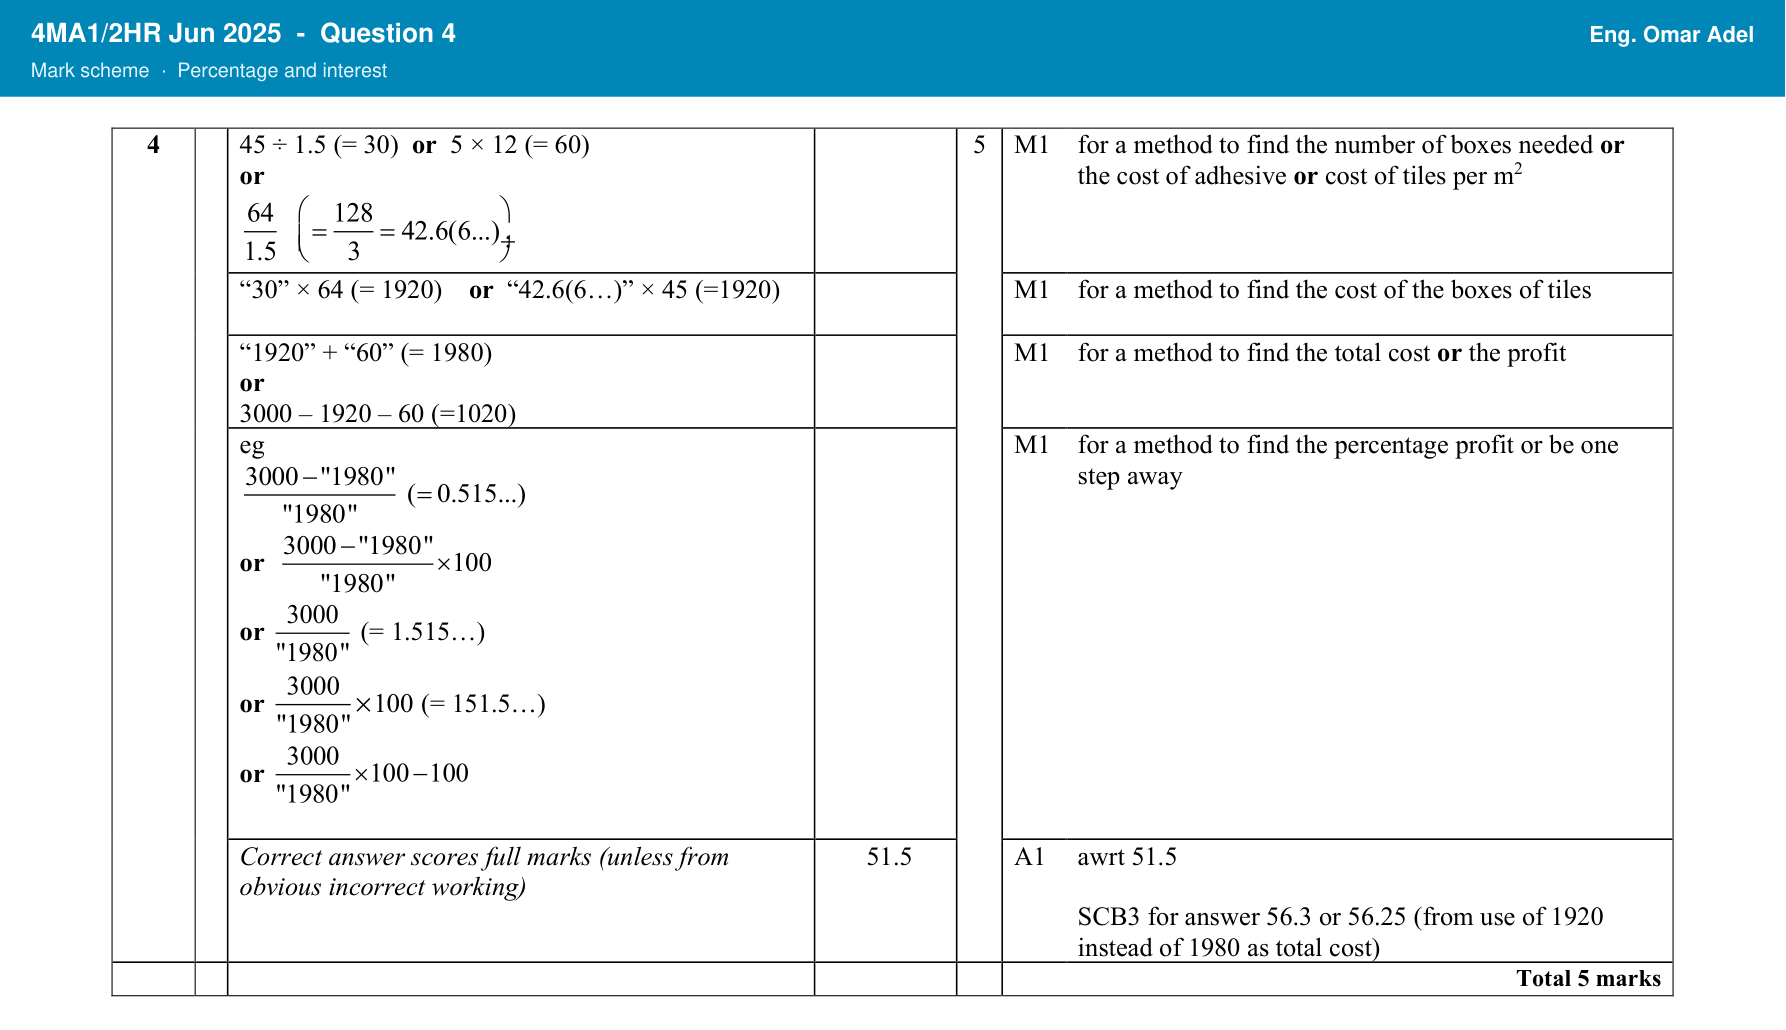 4MA1/2HR Jun 2025 - Question 4
Eng. Omar Adel
Mark scheme · Percentage and interest
4
45 ÷ 1.5 (= 30) or 5 × 12 (= 60)
or
64/1.5 (= 128/3 = 42.6(6...))
5
M1 for a method to find the number of boxes needed or
the cost of adhesive or cost of tiles per m²
“30” × 64 (= 1920) or “42.6(6…)” × 45 (=1920)
M1 for a method to find the cost of the boxes of tiles
“1920” + “60” (= 1980)
or
3000 – 1920 – 60 (=1020)
M1 for a method to find the total cost or the profit
eg
(3000–"1980")/"1980" (= 0.515...)
or (3000–"1980")/"1980" ×100
or 3000/"1980" (= 1.515…)
or 3000/"1980" ×100 (= 151.5…)
or 3000/"1980" ×100–100
M1 for a method to find the percentage profit or be one
step away
Correct answer scores full marks (unless from
obvious incorrect working)
51.5
A1 awrt 51.5
SCB3 for answer 56.3 or 56.25 (from use of 1920
instead of 1980 as total cost)
Total 5 marks